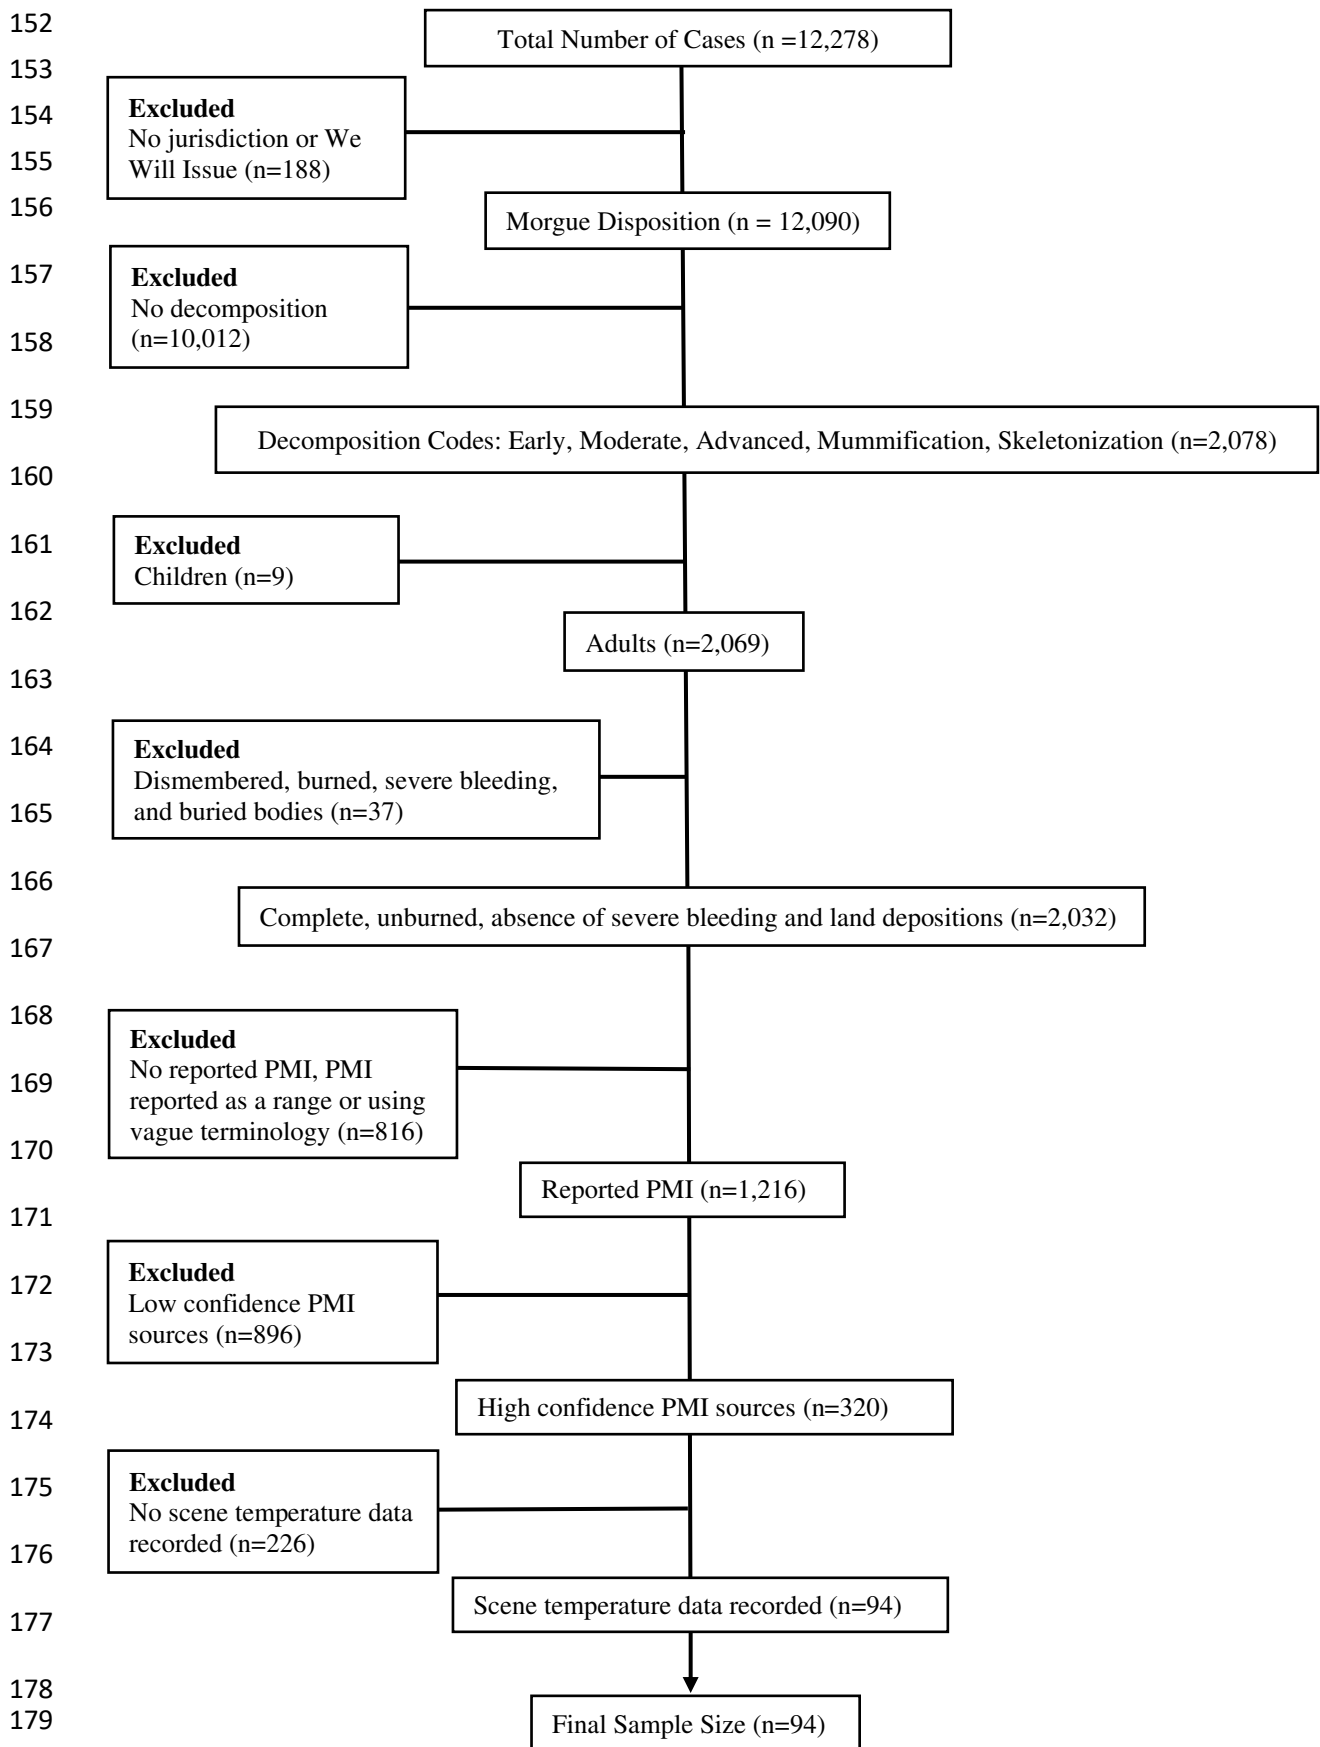 152
Total Number of Cases (n =12,278)
153
Excluded
154
No jurisdiction or We
155
Will Issue (n=188)
156
Morgue Disposition (n = 12,090)
157
Excluded
No decomposition
158
(n=10,012)
159
Decomposition Codes: Early, Moderate, Advanced, Mummification, Skeletonization (n=2,078)
160
161
Excluded
Children (n=9)
162
Adults (n=2,069)
163
164
Excluded
Dismembered, burned, severe bleeding,
165
and buried bodies (n=37)
166
Complete, unburned, absence of severe bleeding and land depositions (n=2,032)
167
168
Excluded
No reported PMI, PMI
169
reported as a range or using
vague terminology (n=816)
170
Reported PMI (n=1,216)
171
Excluded
172
Low confidence PMI
sources (n=896)
173
High confidence PMI sources (n=320)
174
Excluded
175
No scene temperature data
recorded (n=226)
176
Scene temperature data recorded (n=94)
177
178
179
Final Sample Size (n=94)